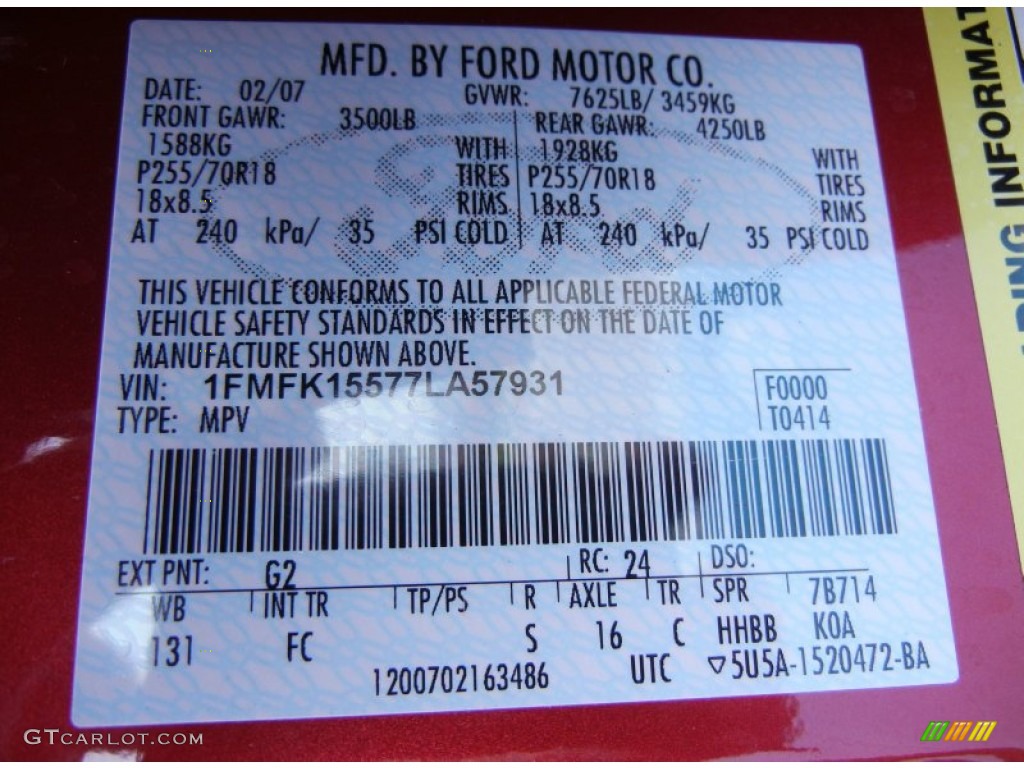 MFD. BY FORD MOTOR CO.
DATE: 02/07 GVWR: 7625LB/ 3459KG
FRONT GAWR: 3500LB REAR GAWR: 4250LB
1588KG WITH 1928KG WITH
P255/70R18 TIRES P255/70R18 TIRES
18x8.5 RIMS 18x8.5 RIMS
AT 240 kPa/ 35 PSI COLD AT 240 kPa/ 35 PSI COLD
Ford
THIS VEHICLE CONFORMS TO ALL APPLICABLE FEDERAL MOTOR
VEHICLE SAFETY STANDARDS IN EFFECT ON THE DATE OF
MANUFACTURE SHOWN ABOVE.
VIN: 1FMFK15577LA57931 F0000
TYPE: MPV T0414
EXT PNT: G2 RC: 24 DSO:
WB INT TR TP/PS R AXLE TR SPR 7B714
131 FC S 16 C HHBB KOA
1200702163486 UTC ▽5U5A-1520472-BA
GTCARLOT.COM